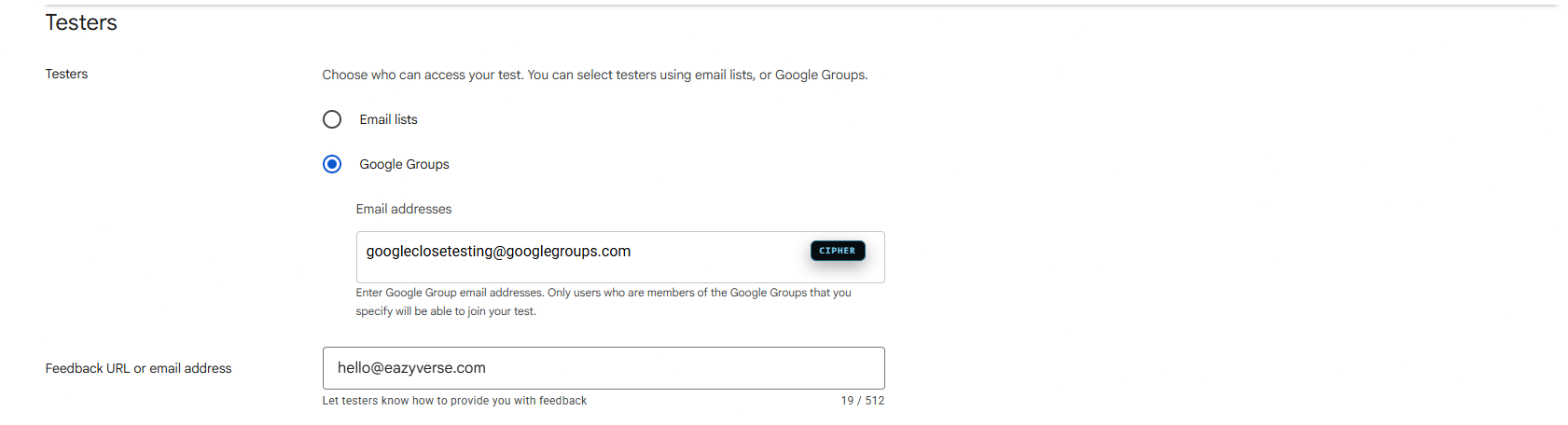 Testers
Testers
Choose who can access your test. You can select testers using email lists, or Google Groups.
Email lists
Google Groups
Email addresses
googleclosetesting@googlegroups.com
CIPHER
Enter Google Group email addresses. Only users who are members of the Google Groups that you
specify will be able to join your test.
Feedback URL or email address
hello@eazyverse.com
Let testers know how to provide you with feedback
19 / 512